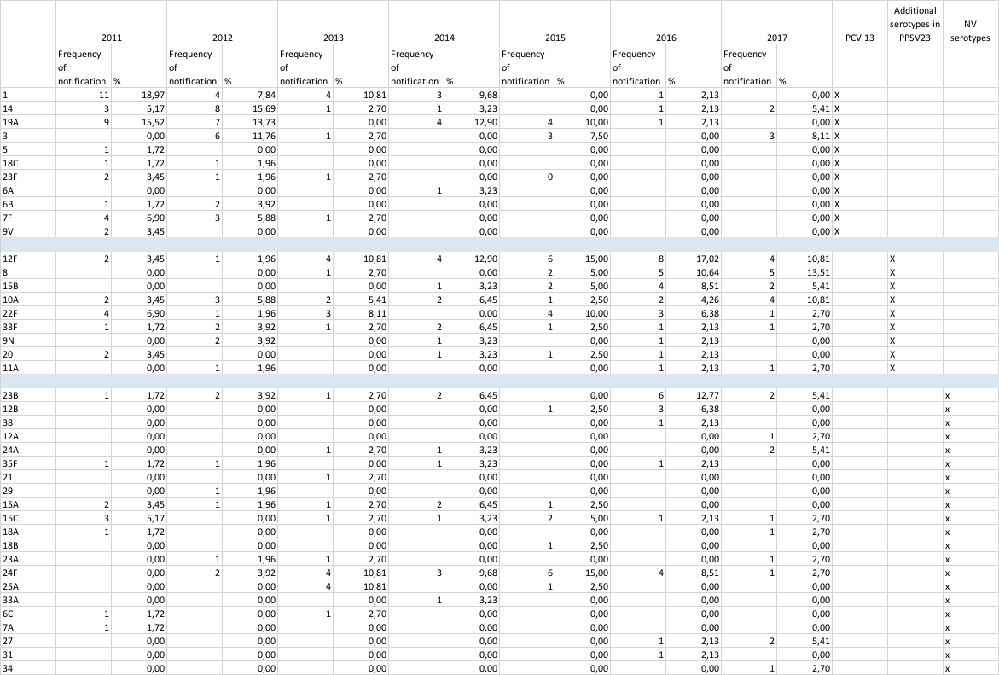 Additional
serotypes in NV
2011 2012 2013 2014 2015 2016 2017 PCV 13 PPSV23 serotypes
Frequency Frequency Frequency Frequency Frequency Frequency Frequency
of of of of of of of
notification % notification % notification % notification % notification % notification % notification %
1 11 18,97 4 7,84 4 10,81 3 9,68 0,00 1 2,13 0,00 X
14 3 5,17 8 15,69 1 2,70 1 3,23 0,00 1 2,13 2 5,41 X
19A 9 15,52 7 13,73 0,00 4 12,90 4 10,00 1 2,13 0,00 X
3 0,00 6 11,76 1 2,70 0,00 3 7,50 0,00 3 8,11 X
5 1 1,72 0,00 0,00 0,00 0,00 0,00 0,00 X
18C 1 1,72 1 1,96 0,00 0,00 0,00 0,00 0,00 X
23F 2 3,45 1 1,96 1 2,70 0,00 0 0,00 0,00 0,00 X
6A 0,00 0,00 0,00 1 3,23 0,00 0,00 0,00 X
6B 1 1,72 2 3,92 0,00 0,00 0,00 0,00 0,00 X
7F 4 6,90 3 5,88 1 2,70 0,00 0,00 0,00 0,00 X
9V 2 3,45 0,00 0,00 0,00 0,00 0,00 0,00 X
12F 2 3,45 1 1,96 4 10,81 4 12,90 6 15,00 8 17,02 4 10,81 X
8 0,00 0,00 1 2,70 0,00 2 5,00 5 10,64 5 13,51 X
15B 0,00 0,00 0,00 1 3,23 2 5,00 4 8,51 2 5,41 X
10A 2 3,45 3 5,88 2 5,41 2 6,45 1 2,50 2 4,26 4 10,81 X
22F 4 6,90 1 1,96 3 8,11 0,00 4 10,00 3 6,38 1 2,70 X
33F 1 1,72 2 3,92 1 2,70 2 6,45 1 2,50 1 2,13 1 2,70 X
9N 0,00 2 3,92 0,00 1 3,23 0,00 1 2,13 0,00 X
20 2 3,45 0,00 0,00 1 3,23 1 2,50 1 2,13 0,00 X
11A 0,00 1 1,96 0,00 0,00 0,00 1 2,13 1 2,70 X
23B 1 1,72 2 3,92 1 2,70 2 6,45 0,00 6 12,77 2 5,41 x
12B 0,00 0,00 0,00 0,00 1 2,50 3 6,38 0,00 x
38 0,00 0,00 0,00 0,00 0,00 1 2,13 0,00 x
12A 0,00 0,00 0,00 0,00 0,00 0,00 1 2,70 x
24A 0,00 0,00 1 2,70 1 3,23 0,00 0,00 2 5,41 x
35F 1 1,72 1 1,96 0,00 1 3,23 0,00 1 2,13 0,00 x
21 0,00 0,00 1 2,70 0,00 0,00 0,00 0,00 x
29 0,00 1 1,96 0,00 0,00 0,00 0,00 0,00 x
15A 2 3,45 1 1,96 1 2,70 2 6,45 1 2,50 0,00 0,00 x
15C 3 5,17 0,00 1 2,70 1 3,23 2 5,00 1 2,13 1 2,70 x
18A 1 1,72 0,00 0,00 0,00 0,00 0,00 1 2,70 x
18B 0,00 0,00 0,00 0,00 1 2,50 0,00 0,00 x
23A 0,00 1 1,96 1 2,70 0,00 0,00 0,00 1 2,70 x
24F 0,00 2 3,92 4 10,81 3 9,68 6 15,00 4 8,51 1 2,70 x
25A 0,00 0,00 4 10,81 0,00 1 2,50 0,00 0,00 x
33A 0,00 0,00 0,00 1 3,23 0,00 0,00 0,00 x
6C 1 1,72 0,00 1 2,70 0,00 0,00 0,00 0,00 x
7A 1 1,72 0,00 0,00 0,00 0,00 0,00 0,00 x
27 0,00 0,00 0,00 0,00 0,00 1 2,13 2 5,41 x
31 0,00 0,00 0,00 0,00 0,00 1 2,13 0,00 x
34 0,00 0,00 0,00 0,00 0,00 0,00 1 2,70 x